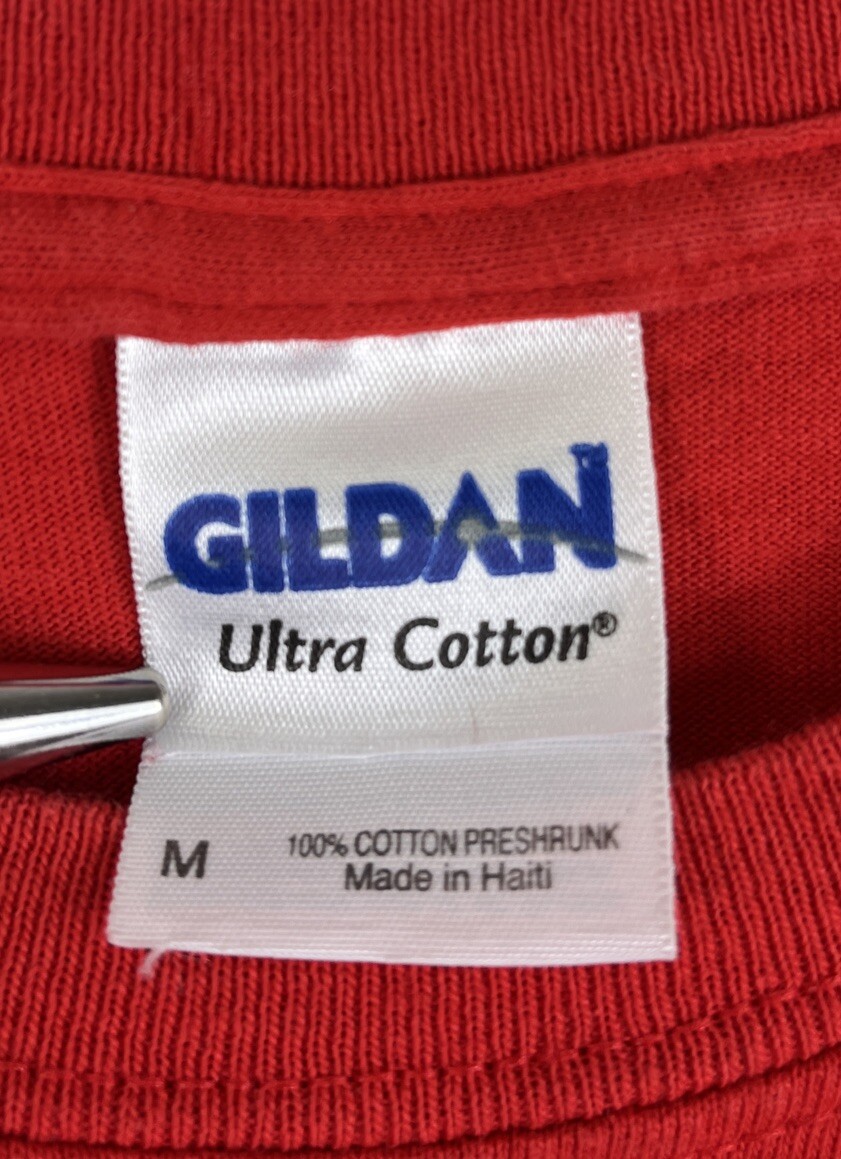 GILDAN
Ultra Cotton®
M
100% COTTON PRESHRUNK
Made in Haiti